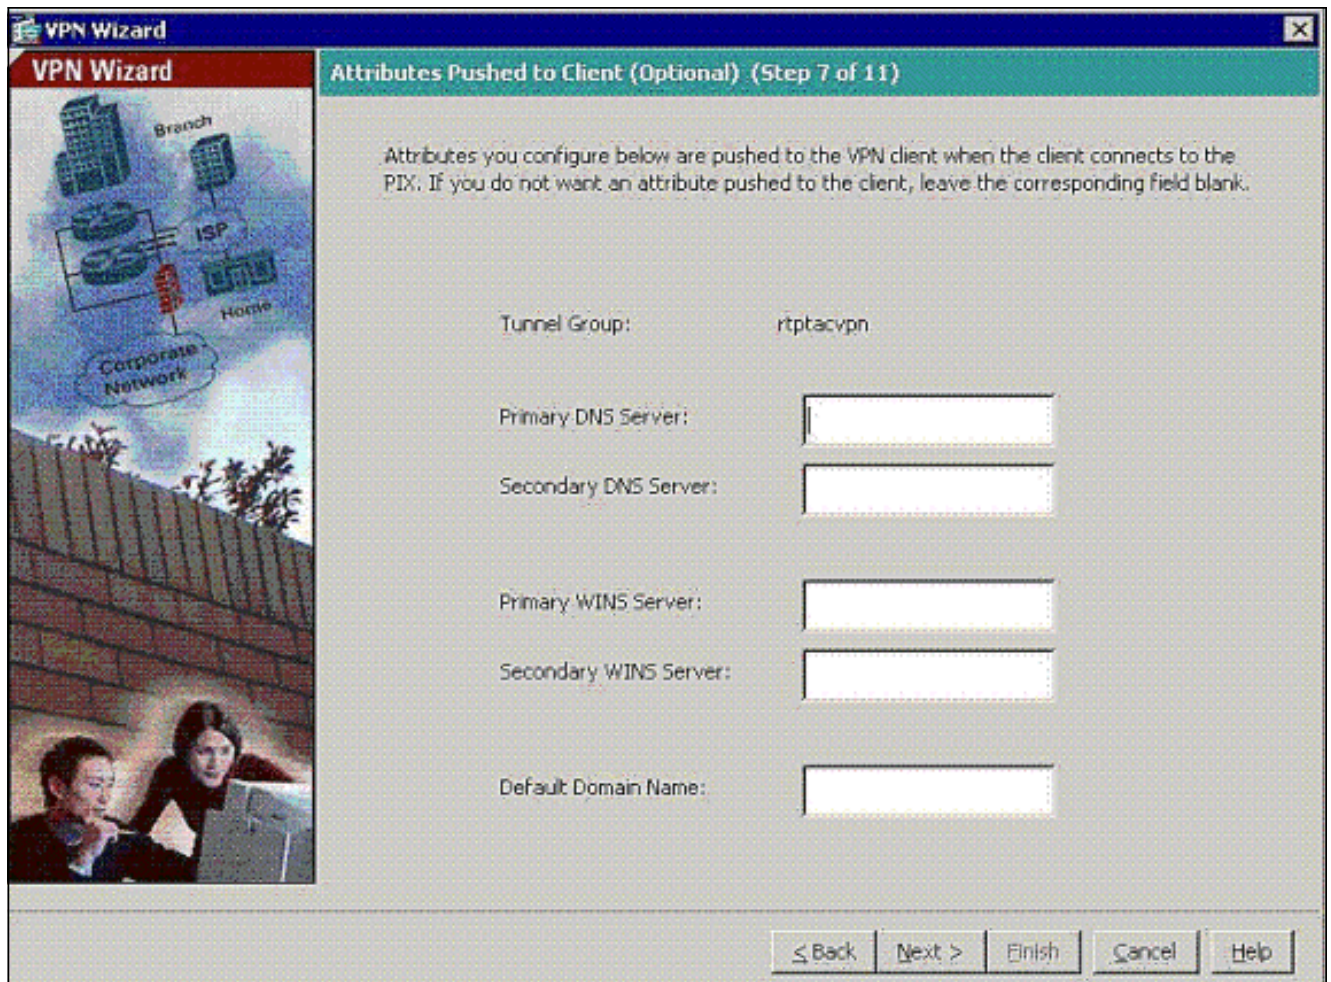 VPN Wizard
VPN Wizard
Attributes Pushed to Client (Optional) (Step 7 of 11)
Branch
ISP
Home
Corporate
Network
Attributes you configure below are pushed to the VPN client when the client connects to the
PIX. If you do not want an attribute pushed to the client, leave the corresponding field blank.
Tunnel Group: rtptacvpn
Primary DNS Server:
Secondary DNS Server:
Primary WINS Server:
Secondary WINS Server:
Default Domain Name:
< Back Next > Finish Cancel Help